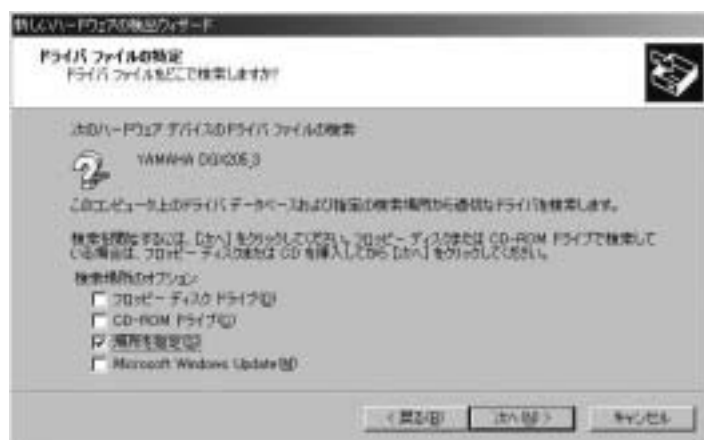 新しいハードウェアの検出ウィザード
ドライバ ファイルの特定
ドライバ ファイルをどこで検索しますか?
次のハードウェア デバイスのドライバ ファイルの検索
YAMAHA DGX205_3
このコンピュータ上のドライバ データベースおよび指定の検索場所から適切なドライバを検索します。
検索を開始するには、[次へ] をクリックしてください。フロッピー ディスクまたは CD-ROM ドライブで検索して
いる場合は、フロッピー ディスクまたは CD を挿入してから [次へ] をクリックしてください。
検索場所のオプション:
フロッピー ディスク ドライブ(D)
CD-ROM ドライブ(C)
場所を指定(S)
Microsoft Windows Update(M)
< 戻る(B)
次へ(N) >
キャンセル